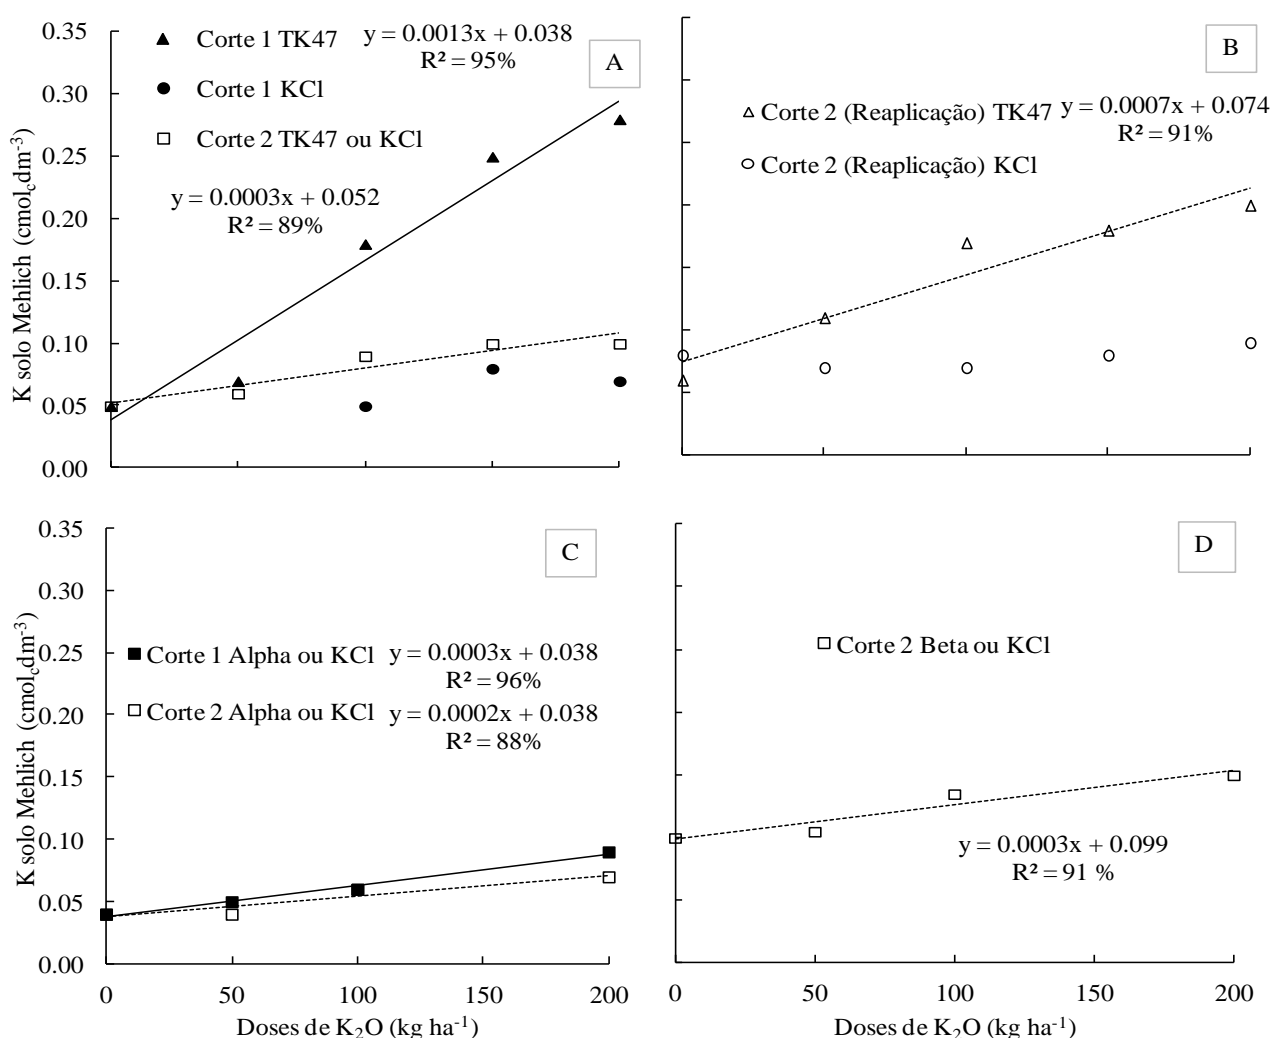 K solo Mehlich (cmol꜀dm⁻³)
0.35
0.30
0.25
0.20
0.15
0.10
0.05
0.00
Corte 1 TK47
y = 0.0013x + 0.038
R² = 95%
A
Corte 1 KCl
Corte 2 TK47 ou KCl
y = 0.0003x + 0.052
R² = 89%
B
Corte 2 (Reaplicação) TK47
y = 0.0007x + 0.074
R² = 91%
Corte 2 (Reaplicação) KCl
K solo Mehlich (cmol꜀dm⁻³)
0.35
0.30
0.25
0.20
0.15
0.10
0.05
0.00
C
Corte 1 Alpha ou KCl
y = 0.0003x + 0.038
R² = 96%
Corte 2 Alpha ou KCl
y = 0.0002x + 0.038
R² = 88%
0 50 100 150 200
Doses de K₂O (kg ha⁻¹)
D
Corte 2 Beta ou KCl
y = 0.0003x + 0.099
R² = 91 %
0 50 100 150 200
Doses de K₂O (kg ha⁻¹)